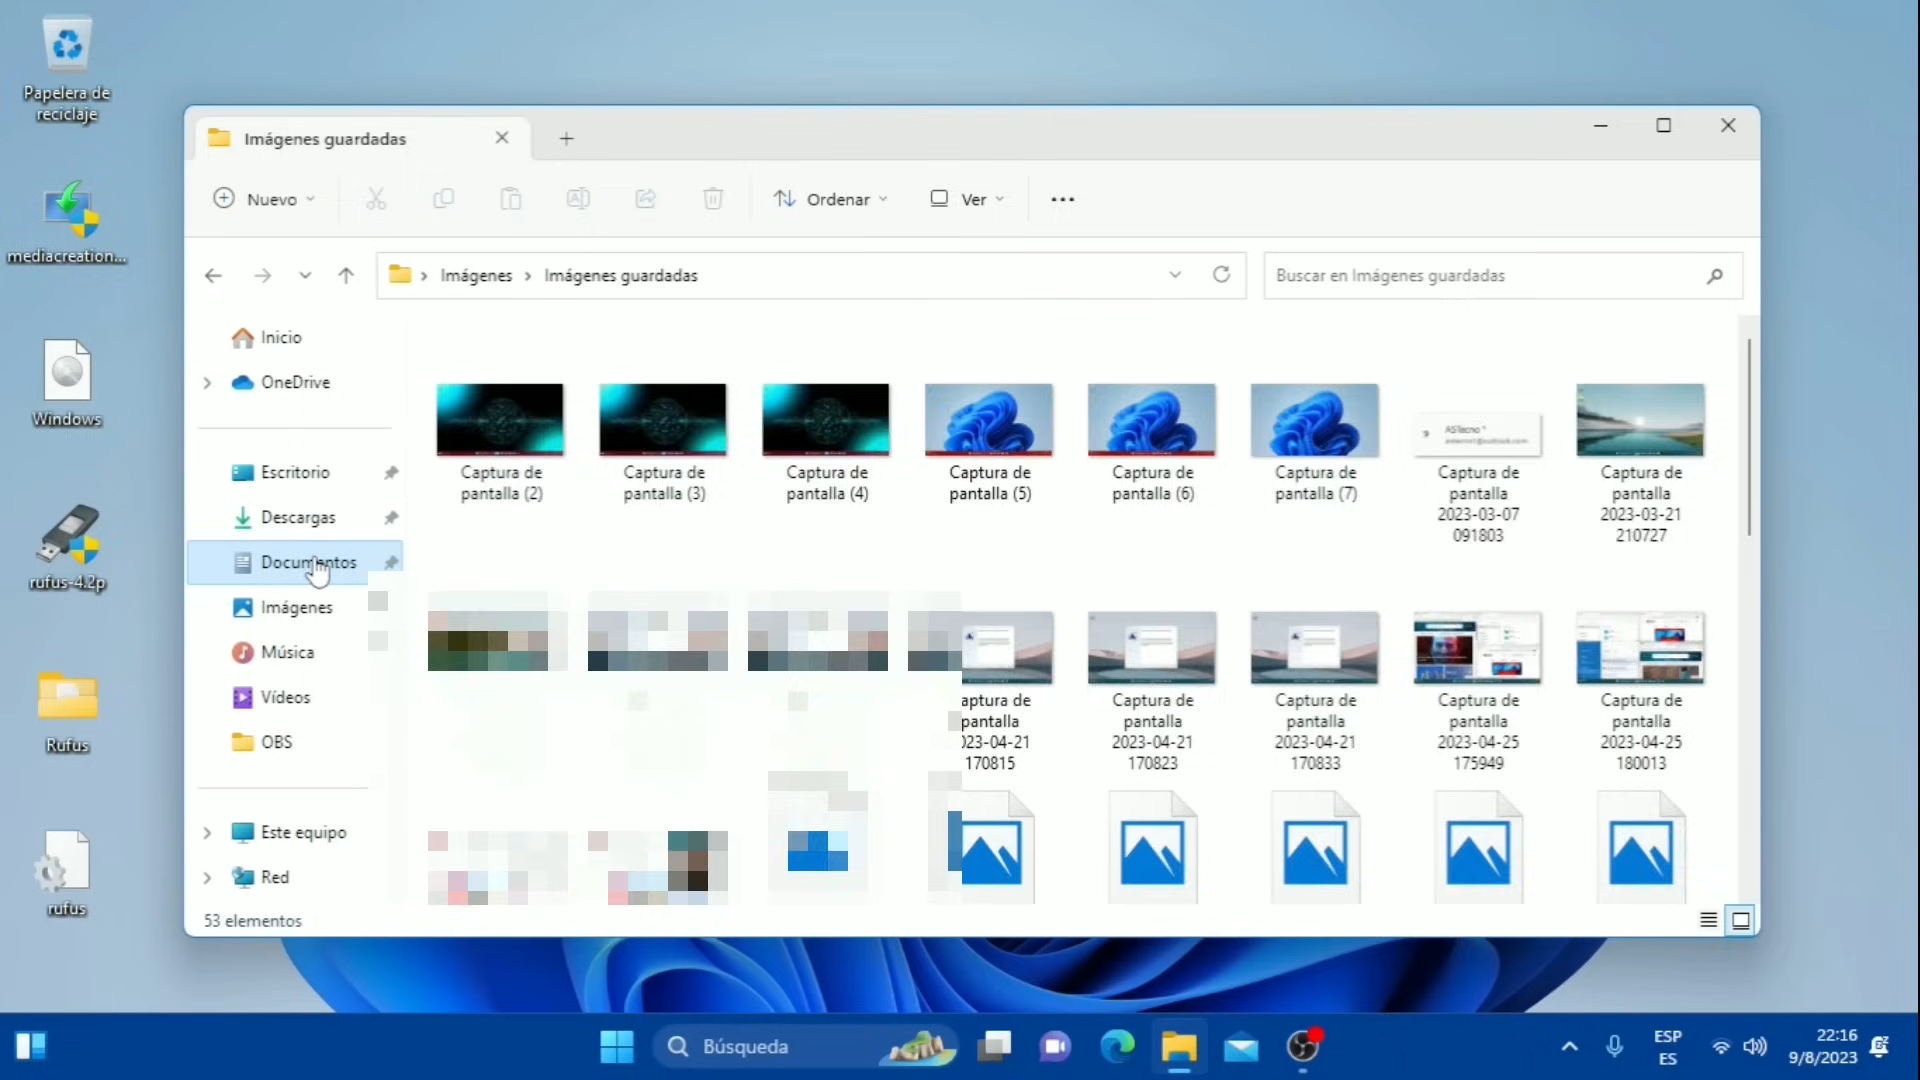 Papelera de
reciclaje
mediacreation...
Windows
rufus-4.2p
Rufus
rufus
Imágenes guardadas
Nuevo
Ordenar
Ver
Imágenes
Imágenes guardadas
Buscar en Imágenes guardadas
Inicio
OneDrive
Escritorio
Descargas
Documentos
Imágenes
Música
Vídeos
OBS
Este equipo
Red
53 elementos
Captura de
pantalla (2)
Captura de
pantalla (3)
Captura de
pantalla (4)
Captura de
pantalla (5)
Captura de
pantalla (6)
Captura de
pantalla (7)
Captura de
pantalla
2023-03-07
091803
Captura de
pantalla
2023-03-21
210727
aptura de
pantalla
023-04-21
170815
Captura de
pantalla
2023-04-21
170823
Captura de
pantalla
2023-04-21
170833
Captura de
pantalla
2023-04-25
175949
Captura de
pantalla
2023-04-25
180013
Búsqueda
ESP
ES
22:16
9/8/2023